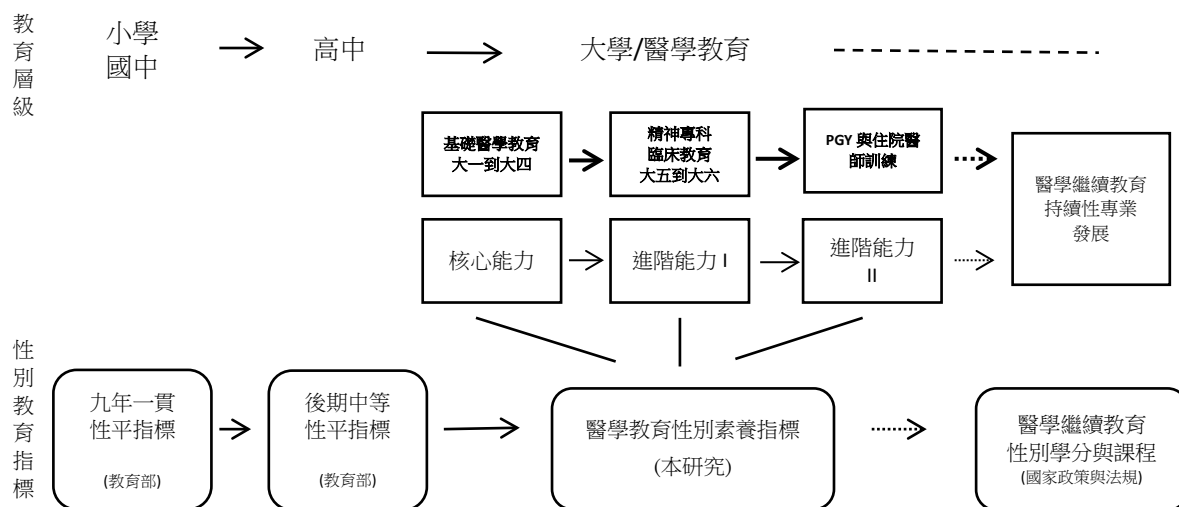 教育層級
小學
國中
高中
大學/醫學教育
基礎醫學教育
大一到大四
精神專科
臨床教育
大五到大六
PGY 與住院醫
師訓練
醫學繼續教育
持續性專業
發展
核心能力
進階能力 I
進階能力
II
性別教育指標
九年一貫
性平指標
(教育部)
後期中等
性平指標
(教育部)
醫學教育性別素養指標
(本研究)
醫學繼續教育
性別學分與課程
(國家政策與法規)